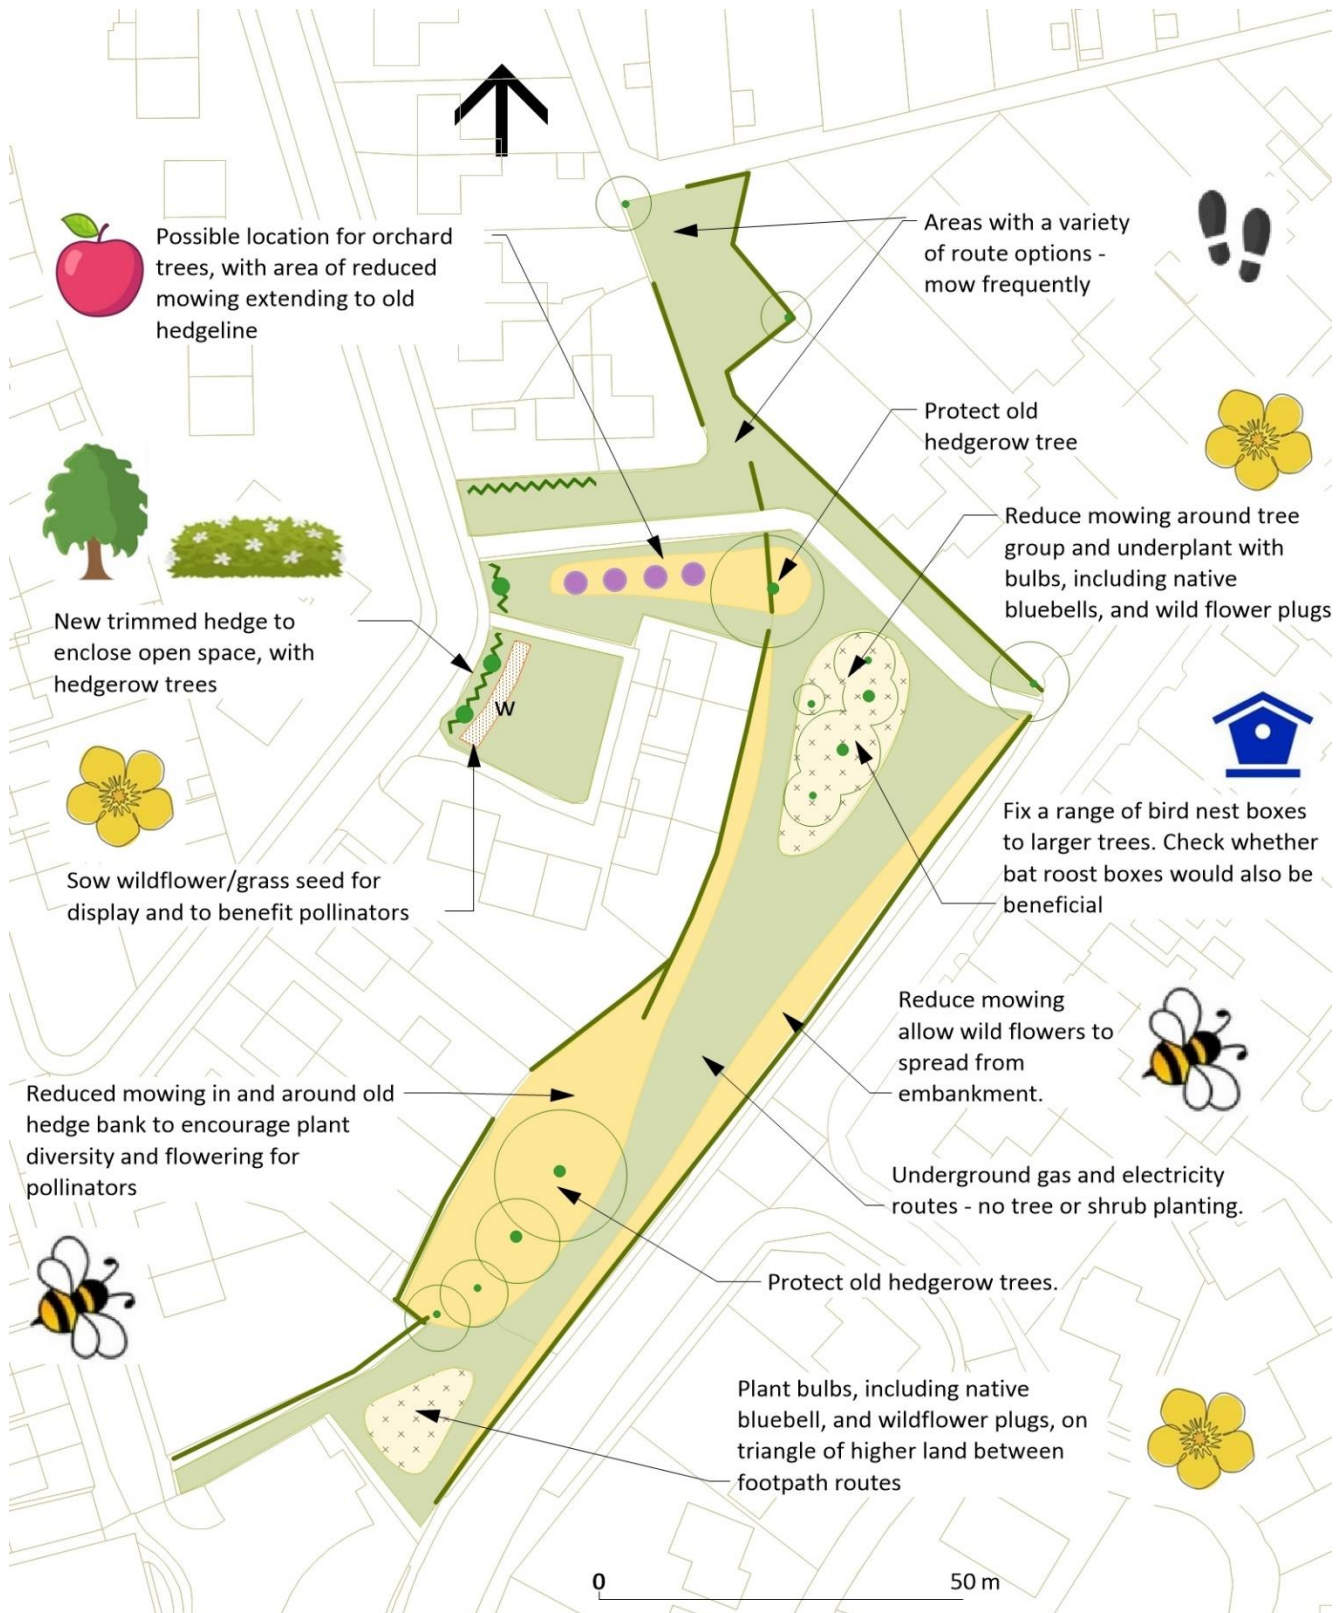 Possible location for orchard
trees, with area of reduced
mowing extending to old
hedgeline
Areas with a variety
of route options -
mow frequently
Protect old
hedgerow tree
Reduce mowing around tree
group and underplant with
bulbs, including native
bluebells, and wild flower plugs
New trimmed hedge to
enclose open space, with
hedgerow trees
W
Fix a range of bird nest boxes
to larger trees. Check whether
bat roost boxes would also be
beneficial
Sow wildflower/grass seed for
display and to benefit pollinators
Reduce mowing
allow wild flowers to
spread from
embankment.
Reduced mowing in and around old
hedge bank to encourage plant
diversity and flowering for
pollinators
Underground gas and electricity
routes - no tree or shrub planting.
Protect old hedgerow trees.
Plant bulbs, including native
bluebell, and wildflower plugs, on
triangle of higher land between
footpath routes
0 50 m